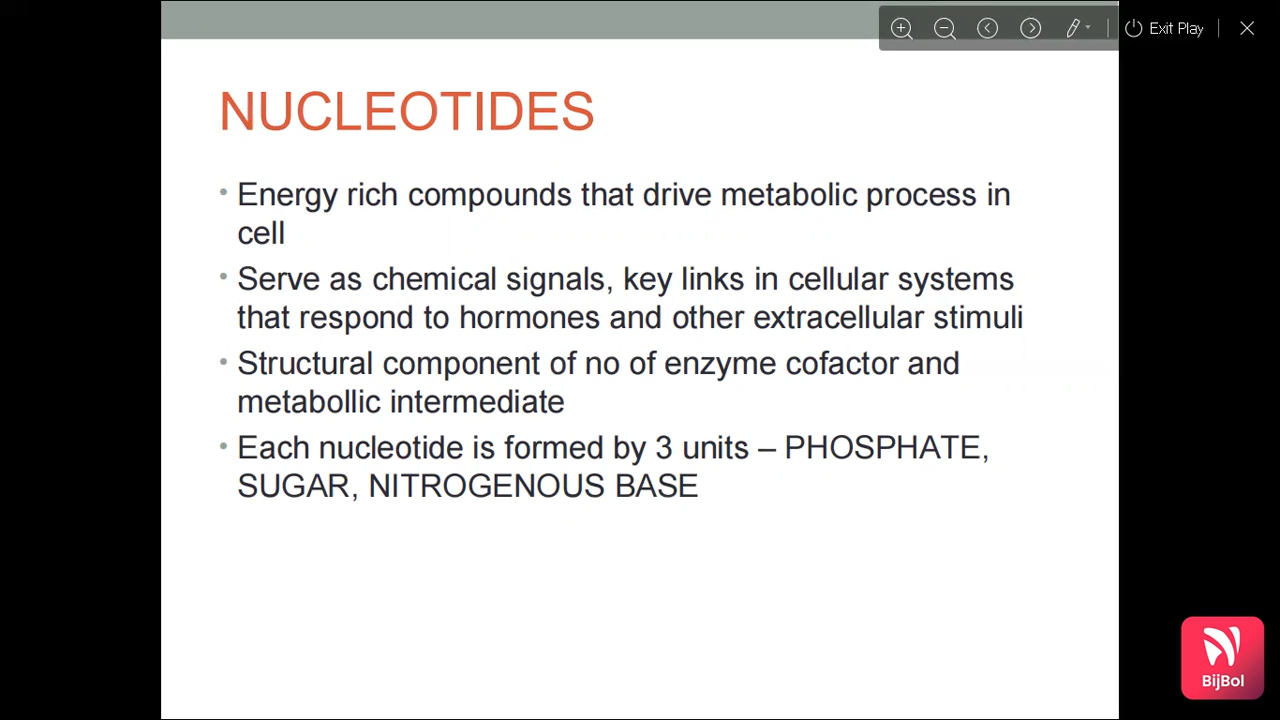 Exit Play
NUCLEOTIDES
• Energy rich compounds that drive metabolic process in
cell
• Serve as chemical signals, key links in cellular systems
that respond to hormones and other extracellular stimuli
• Structural component of no of enzyme cofactor and
metabollic intermediate
• Each nucleotide is formed by 3 units – PHOSPHATE,
SUGAR, NITROGENOUS BASE
BijBol